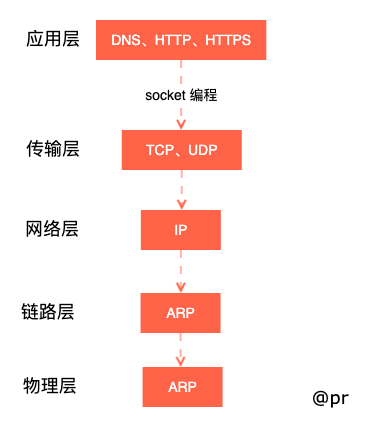 应用层 DNS、HTTP、HTTPS
socket 编程
传输层 TCP、UDP
网络层 IP
链路层 ARP
物理层 ARP
@pr